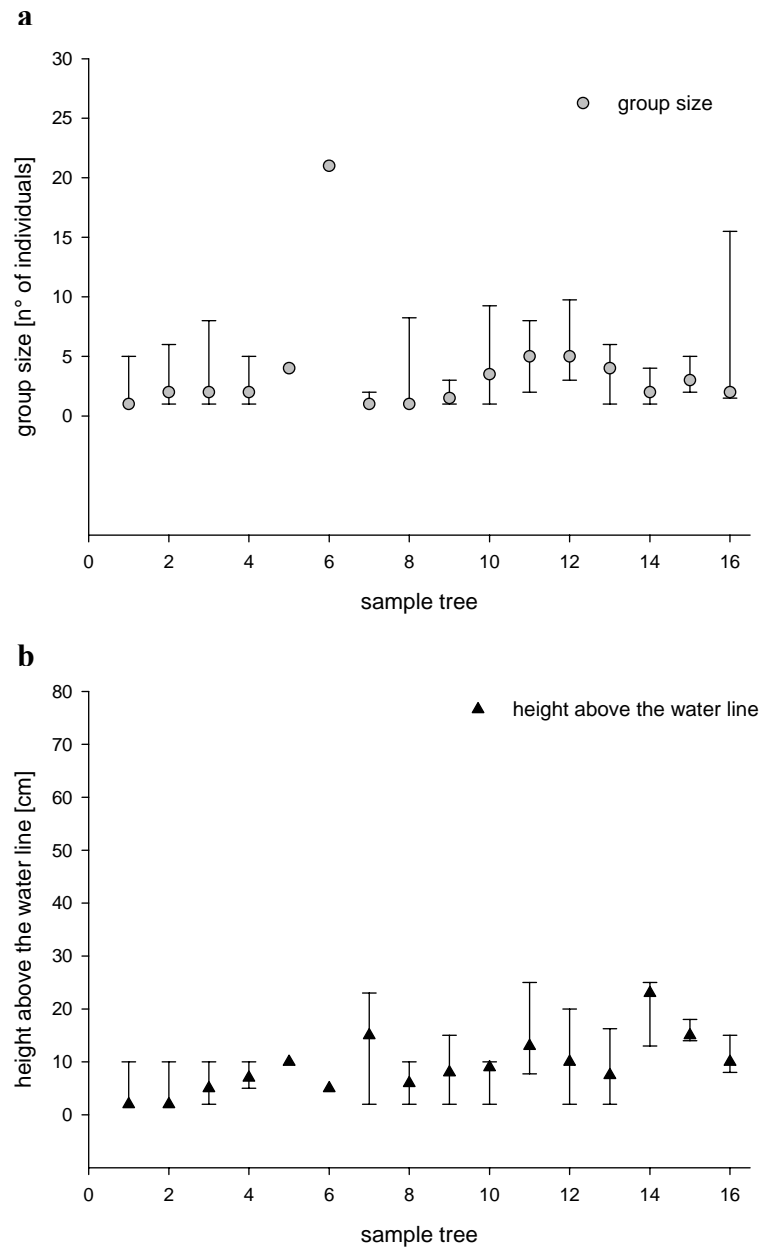 a
30
25
20
15
10
5
0
group size [n° of individuals]
group size
0 2 4 6 8 10 12 14 16
sample tree
b
80
70
60
50
40
30
20
10
0
height above the water line [cm]
height above the water line
0 2 4 6 8 10 12 14 16
sample tree